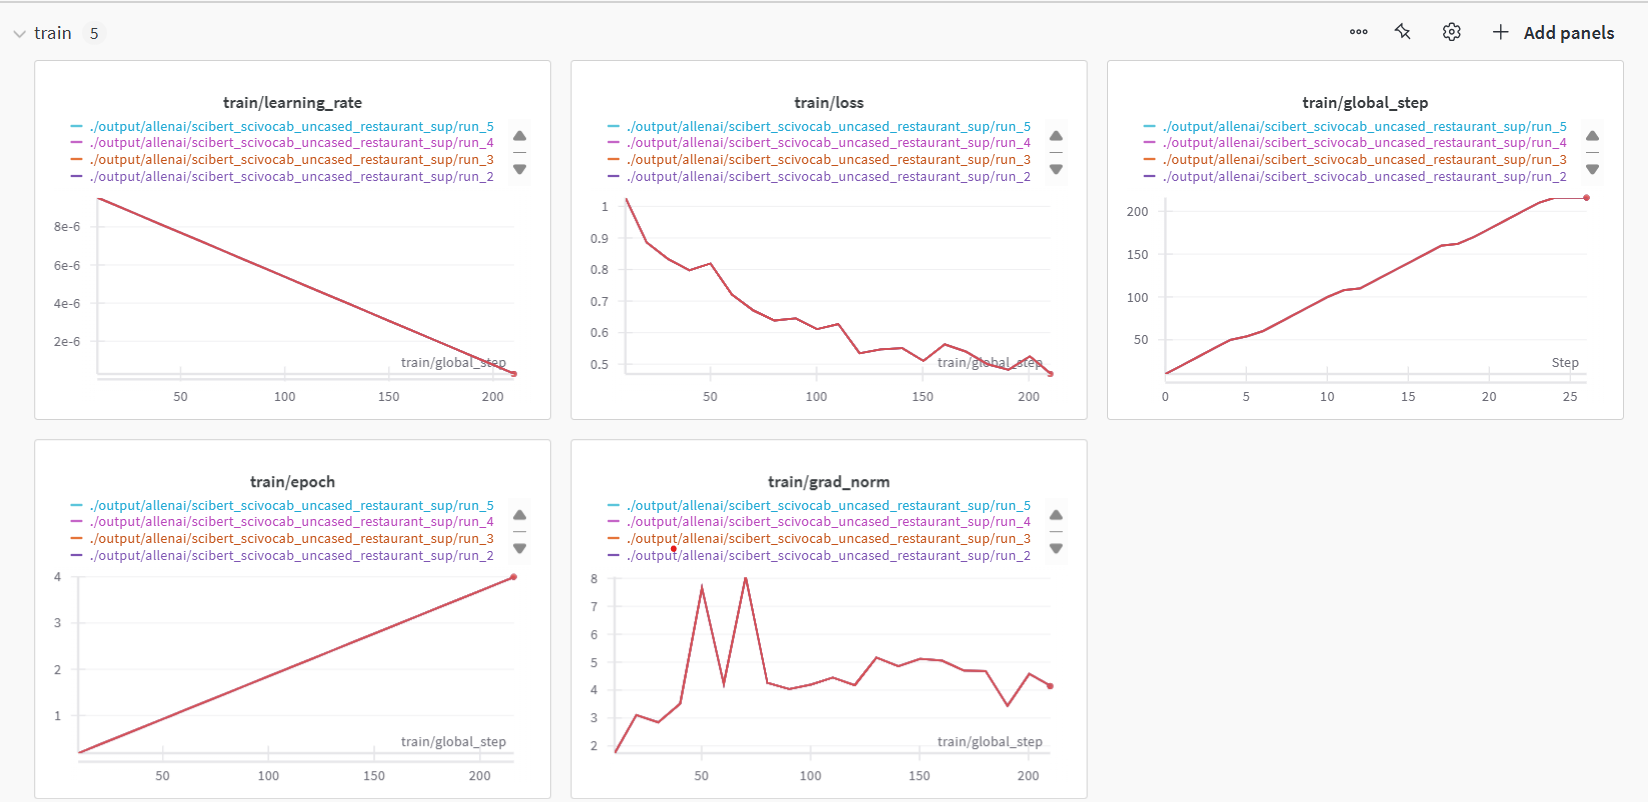 train 5
Add panels
train/learning_rate
./output/allenai/scibert_scivocab_uncased_restaurant_sup/run_5
./output/allenai/scibert_scivocab_uncased_restaurant_sup/run_4
./output/allenai/scibert_scivocab_uncased_restaurant_sup/run_3
./output/allenai/scibert_scivocab_uncased_restaurant_sup/run_2
8e-6
6e-6
4e-6
2e-6
train/global_step
50 100 150 200
train/loss
./output/allenai/scibert_scivocab_uncased_restaurant_sup/run_5
./output/allenai/scibert_scivocab_uncased_restaurant_sup/run_4
./output/allenai/scibert_scivocab_uncased_restaurant_sup/run_3
./output/allenai/scibert_scivocab_uncased_restaurant_sup/run_2
1
0.9
0.8
0.7
0.6
0.5
train/global_step
50 100 150 200
train/global_step
./output/allenai/scibert_scivocab_uncased_restaurant_sup/run_5
./output/allenai/scibert_scivocab_uncased_restaurant_sup/run_4
./output/allenai/scibert_scivocab_uncased_restaurant_sup/run_3
./output/allenai/scibert_scivocab_uncased_restaurant_sup/run_2
200
150
100
50
Step
0 5 10 15 20 25
train/epoch
./output/allenai/scibert_scivocab_uncased_restaurant_sup/run_5
./output/allenai/scibert_scivocab_uncased_restaurant_sup/run_4
./output/allenai/scibert_scivocab_uncased_restaurant_sup/run_3
./output/allenai/scibert_scivocab_uncased_restaurant_sup/run_2
4
3
2
1
train/global_step
50 100 150 200
train/grad_norm
./output/allenai/scibert_scivocab_uncased_restaurant_sup/run_5
./output/allenai/scibert_scivocab_uncased_restaurant_sup/run_4
./output/allenai/scibert_scivocab_uncased_restaurant_sup/run_3
./output/allenai/scibert_scivocab_uncased_restaurant_sup/run_2
8
7
6
5
4
3
2
train/global_step
50 100 150 200